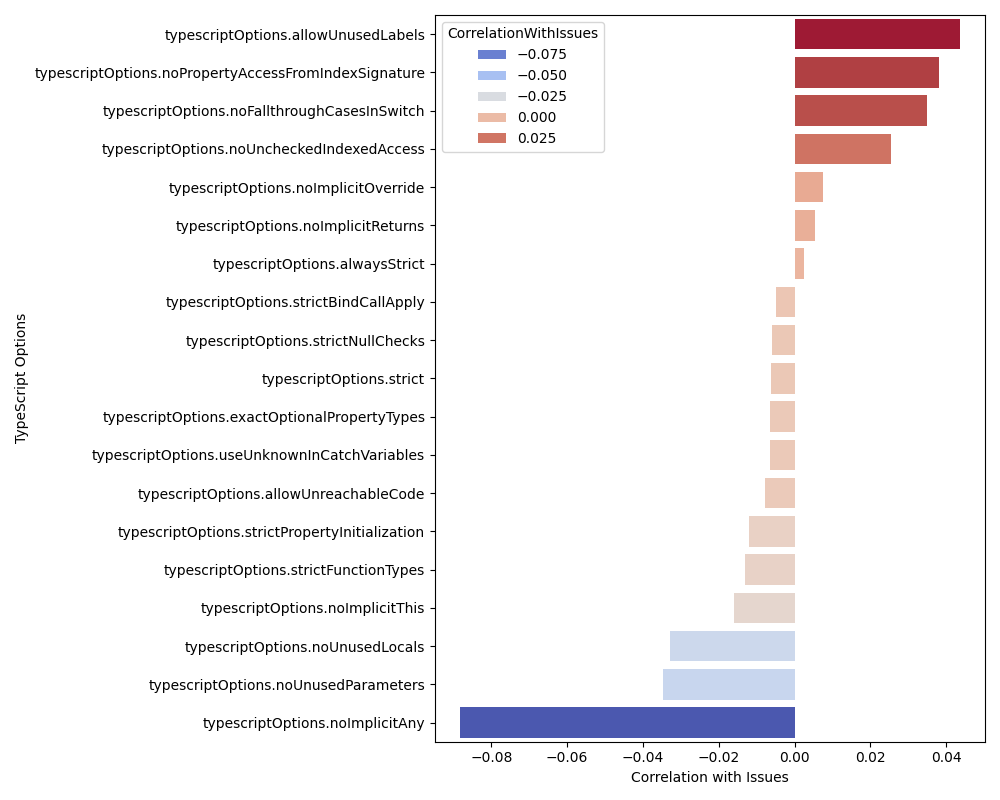 typescriptOptions.allowUnusedLabels
typescriptOptions.noPropertyAccessFromIndexSignature
typescriptOptions.noFallthroughCasesInSwitch
typescriptOptions.noUncheckedIndexedAccess
typescriptOptions.noImplicitOverride
typescriptOptions.noImplicitReturns
typescriptOptions.alwaysStrict
typescriptOptions.strictBindCallApply
typescriptOptions.strictNullChecks
typescriptOptions.strict
typescriptOptions.exactOptionalPropertyTypes
typescriptOptions.useUnknownInCatchVariables
typescriptOptions.allowUnreachableCode
typescriptOptions.strictPropertyInitialization
typescriptOptions.strictFunctionTypes
typescriptOptions.noImplicitThis
typescriptOptions.noUnusedLocals
typescriptOptions.noUnusedParameters
typescriptOptions.noImplicitAny
TypeScript Options
CorrelationWithIssues
−0.075
−0.050
−0.025
0.000
0.025
−0.08 −0.06 −0.04 −0.02 0.00 0.02 0.04
Correlation with Issues